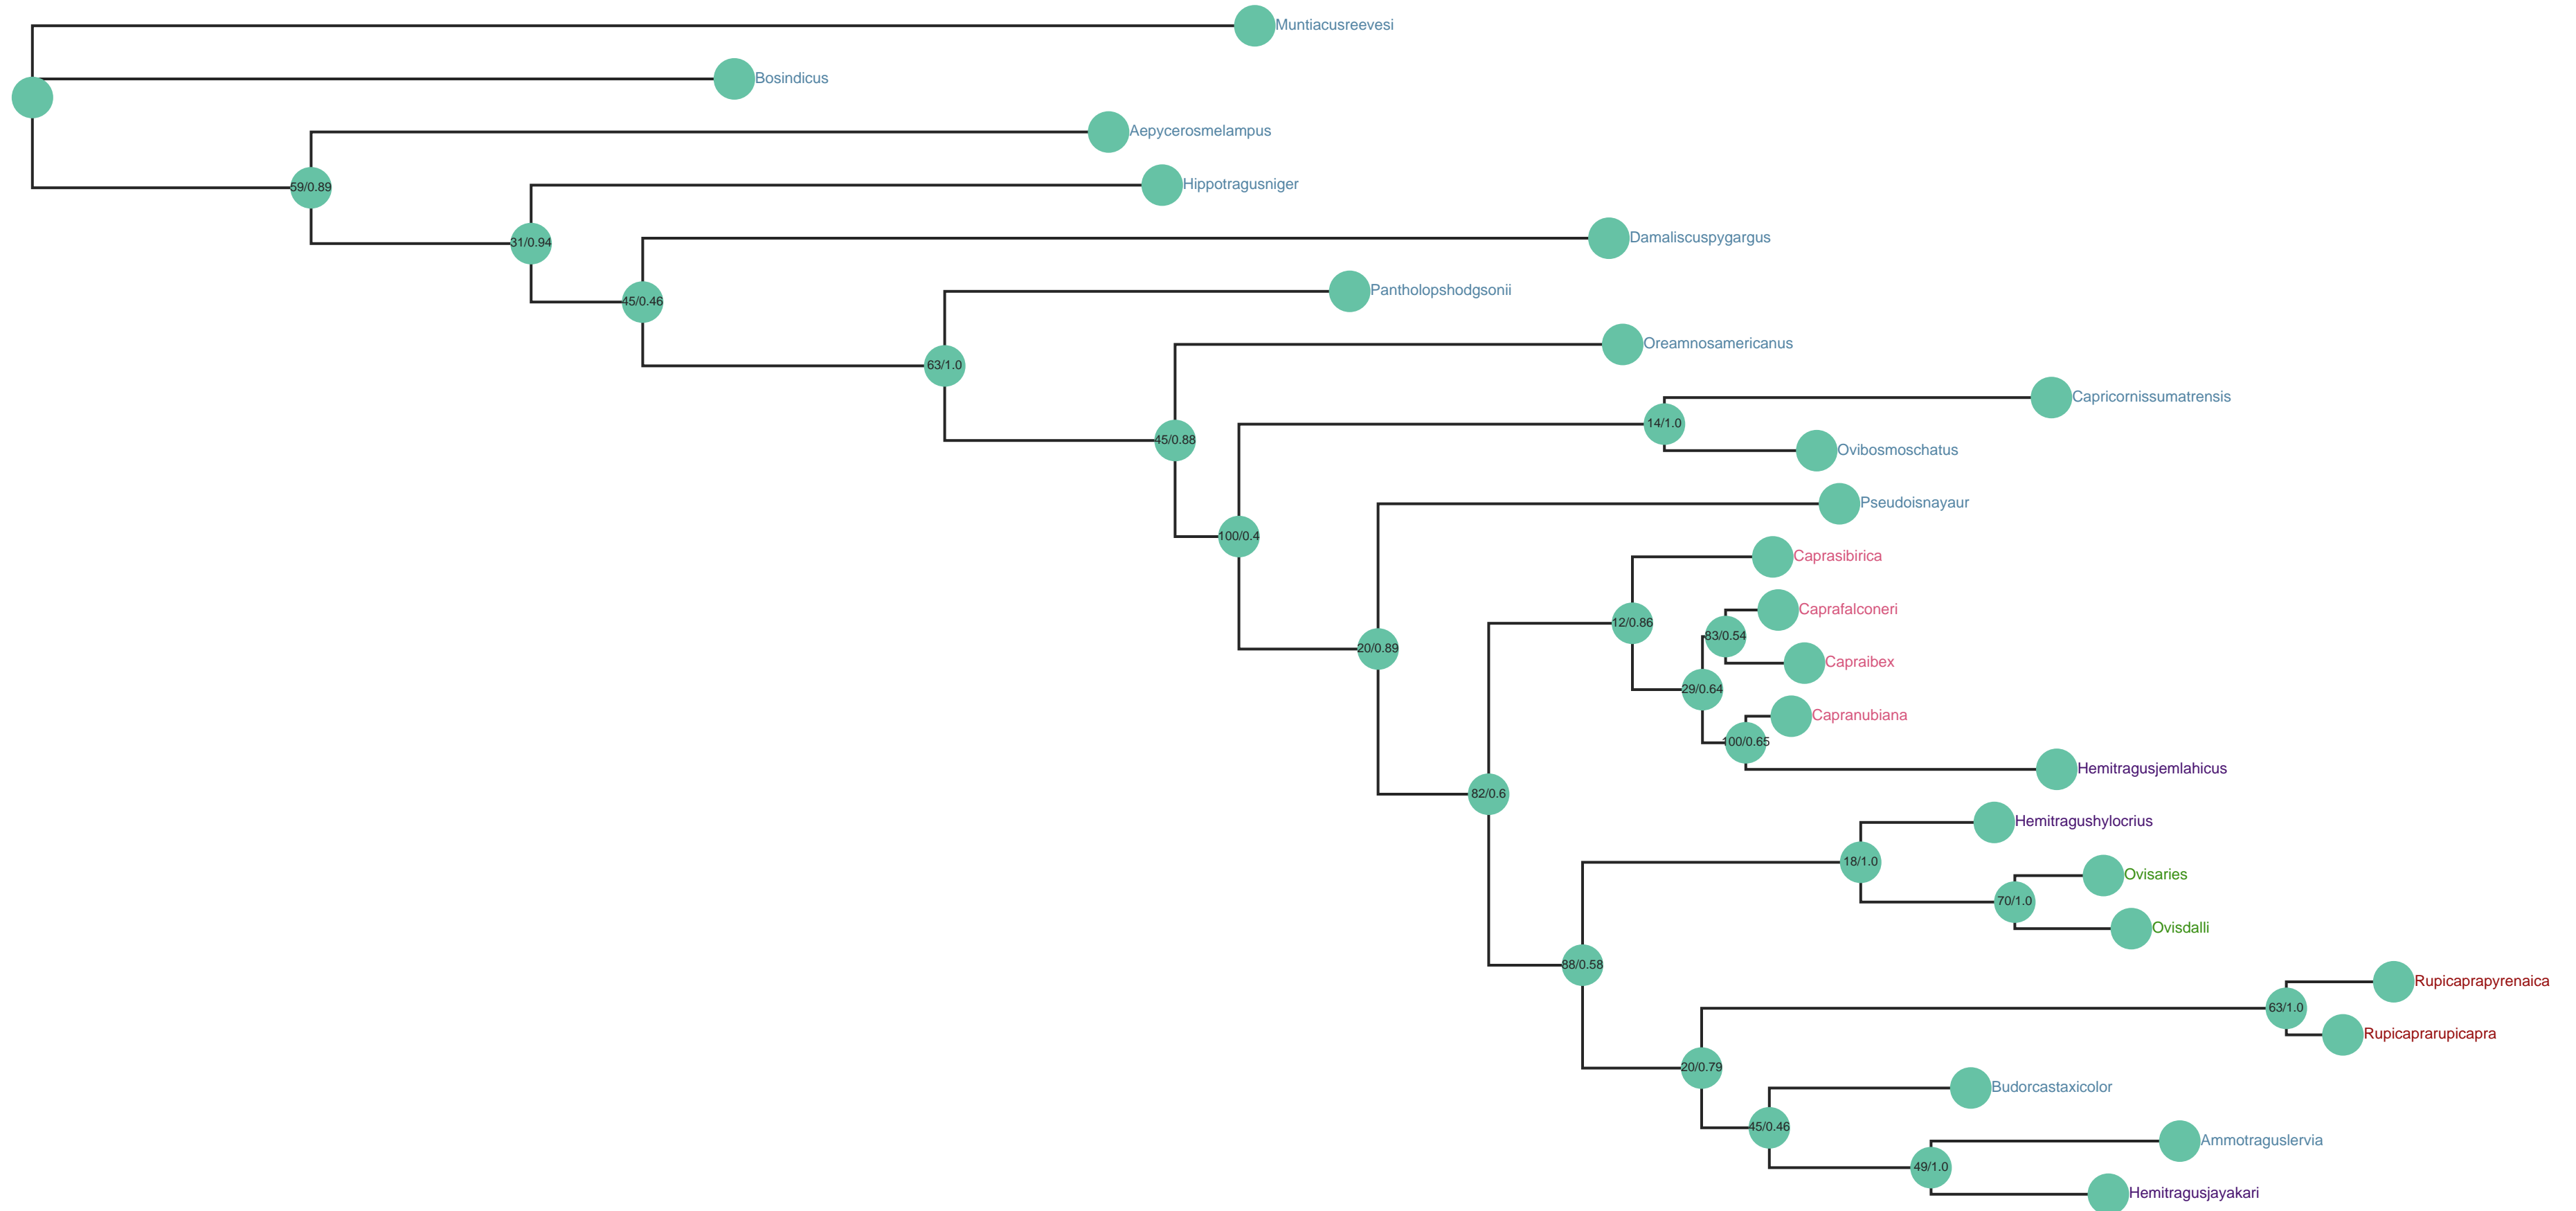 Muntiacusreevesi
Bosindicus
Aepycerosmelampus
Hippotragusniger
59/0.89
Damaliscuspygargus
31/0.94
Pantholopshodgsonii
45/0.46
Oreamnosamericanus
63/1.0
Capricornissumatrensis
14/1.0
45/0.88
Ovibosmoschatus
Pseudoisnayaur
100/0.4
Caprasibirica
Caprafalconeri
12/0.86
83/0.54
20/0.89
Capraibex
29/0.64
Capranubiana
100/0.65
Hemitragusjemlahicus
82/0.6
Hemitragushylocrius
18/1.0
Ovisaries
70/1.0
Ovisdalli
88/0.58
Rupicaprapyrenaica
63/1.0
Rupicaprarupicapra
20/0.79
Budorcastaxicolor
45/0.46
Ammotraguslervia
49/1.0
Hemitragusjayakari